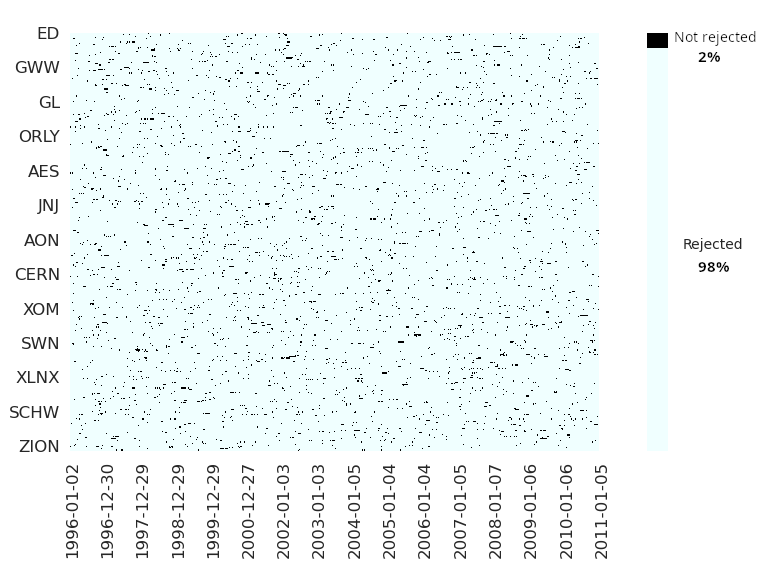 ED
GWW
GL
ORLY
AES
JNJ
AON
CERN
XOM
SWN
XLNX
SCHW
ZION
1996-01-02
1996-12-30
1997-12-29
1998-12-29
1999-12-29
2000-12-27
2002-01-03
2003-01-03
2004-01-05
2005-01-04
2006-01-04
2007-01-05
2008-01-07
2009-01-06
2010-01-06
2011-01-05
Not rejected
2%
Rejected
98%